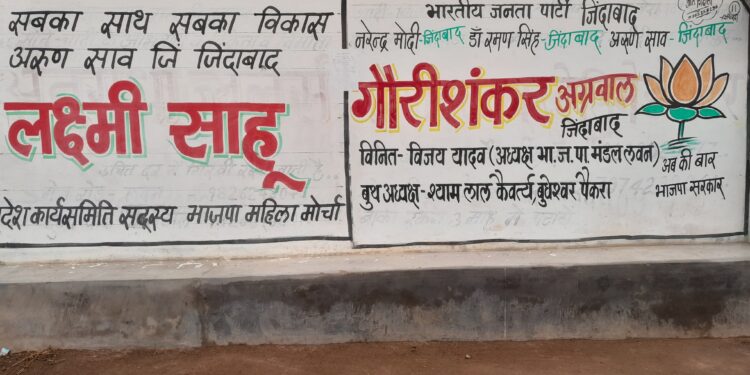 सबका साथ सबका विकास
अरुण साव जिं जिंदाबाद
लक्ष्मी साहू
देश कार्यसमिति सदस्य भाजपा महिला मोर्चा
भारतीय जनता पार्टी जिंदाबाद
नरेन्द्र मोदी-जिंदाबाद डॉ रमण सिंह-जिंदाबाद अरुण साव-जिंदाबाद
गौरीशंकर अग्रवाल
जिंदाबाद
विनित- विजय यादव (अध्यक्ष भा.ज.पा मंडल लवन)
बुथ अध्यक्ष-श्याम लाल कैवर्त्य, बुवेश्वर पैकरा
अब की बार
भाजपा सरकार